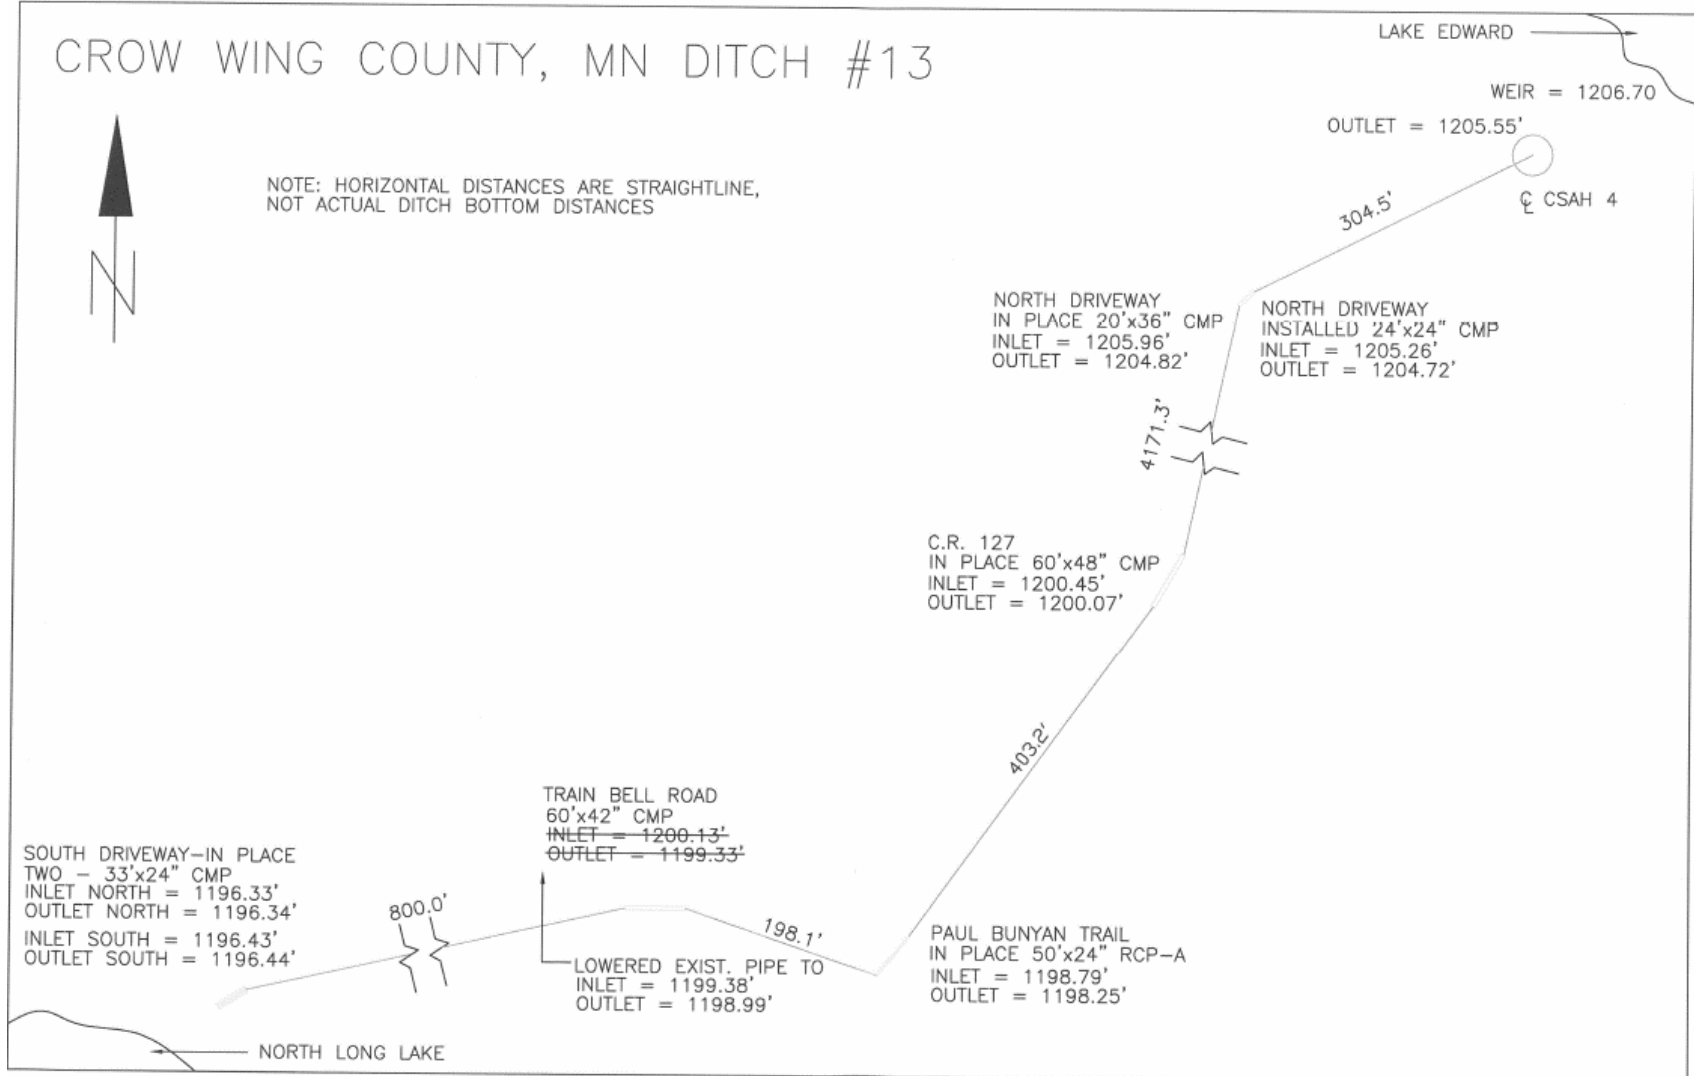 CROW WING COUNTY, MN DITCH #13
LAKE EDWARD
WEIR = 1206.70
OUTLET = 1205.55'
℄ CSAH 4
N
NOTE: HORIZONTAL DISTANCES ARE STRAIGHTLINE,
NOT ACTUAL DITCH BOTTOM DISTANCES
304.5'
NORTH DRIVEWAY
IN PLACE 20'x36" CMP
INLET = 1205.96'
OUTLET = 1204.82'
NORTH DRIVEWAY
INSTALLED 24'x24" CMP
INLET = 1205.26'
OUTLET = 1204.72'
4171.3'
C.R. 127
IN PLACE 60'x48" CMP
INLET = 1200.45'
OUTLET = 1200.07'
403.2'
TRAIN BELL ROAD
60'x42" CMP
INLET = 1200.13'
OUTLET = 1199.33'
SOUTH DRIVEWAY-IN PLACE
TWO - 33'x24" CMP
INLET NORTH = 1196.33'
OUTLET NORTH = 1196.34'
INLET SOUTH = 1196.43'
OUTLET SOUTH = 1196.44'
800.0'
198.1'
LOWERED EXIST. PIPE TO
INLET = 1199.38'
OUTLET = 1198.99'
PAUL BUNYAN TRAIL
IN PLACE 50'x24" RCP-A
INLET = 1198.79'
OUTLET = 1198.25'
NORTH LONG LAKE